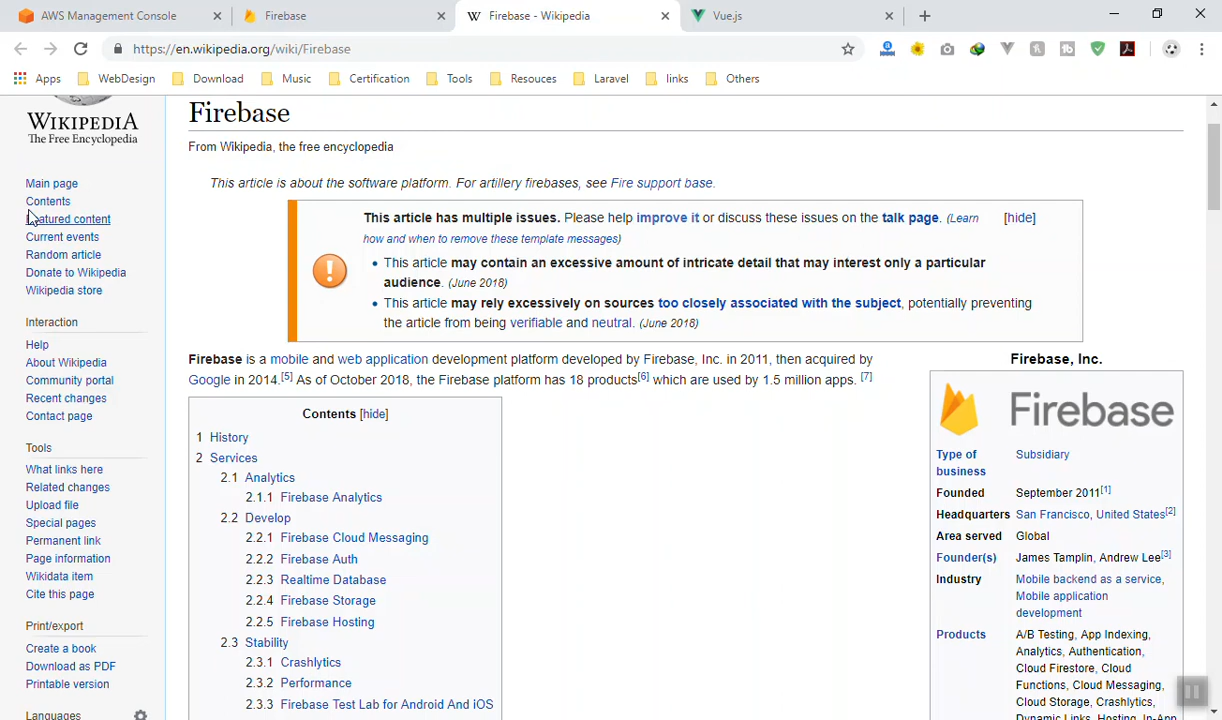 AWS Management Console
Firebase
Firebase - Wikipedia
Vue.js
https://en.wikipedia.org/wiki/Firebase
Apps
WebDesign
Download
Music
Certification
Tools
Resouces
Laravel
links
Others
WIKIPEDIA
The Free Encyclopedia
Main page
Contents
Featured content
Current events
Random article
Donate to Wikipedia
Wikipedia store
Interaction
Help
About Wikipedia
Community portal
Recent changes
Contact page
Tools
What links here
Related changes
Upload file
Special pages
Permanent link
Page information
Wikidata item
Cite this page
Print/export
Create a book
Download as PDF
Printable version
Languages
Firebase
From Wikipedia, the free encyclopedia
This article is about the software platform. For artillery firebases, see Fire support base.
This article has multiple issues. Please help improve it or discuss these issues on the talk page. (Learn [hide]
how and when to remove these template messages)
• This article may contain an excessive amount of intricate detail that may interest only a particular
audience. (June 2018)
• This article may rely excessively on sources too closely associated with the subject, potentially preventing
the article from being verifiable and neutral. (June 2018)
Firebase is a mobile and web application development platform developed by Firebase, Inc. in 2011, then acquired by
Google in 2014.[5] As of October 2018, the Firebase platform has 18 products[6] which are used by 1.5 million apps. [7]
Contents [hide]
1 History
2 Services
2.1 Analytics
2.1.1 Firebase Analytics
2.2 Develop
2.2.1 Firebase Cloud Messaging
2.2.2 Firebase Auth
2.2.3 Realtime Database
2.2.4 Firebase Storage
2.2.5 Firebase Hosting
2.3 Stability
2.3.1 Crashlytics
2.3.2 Performance
2.3.3 Firebase Test Lab for Android And iOS
Firebase, Inc.
Firebase
Type of business Subsidiary
Founded September 2011[1]
Headquarters San Francisco, United States[2]
Area served Global
Founder(s) James Tamplin, Andrew Lee[3]
Industry Mobile backend as a service,
Mobile application
development
Products A/B Testing, App Indexing,
Analytics, Authentication,
Cloud Firestore, Cloud
Functions, Cloud Messaging,
Cloud Storage, Crashlytics,
Dynamic Links, Hosting, In-App